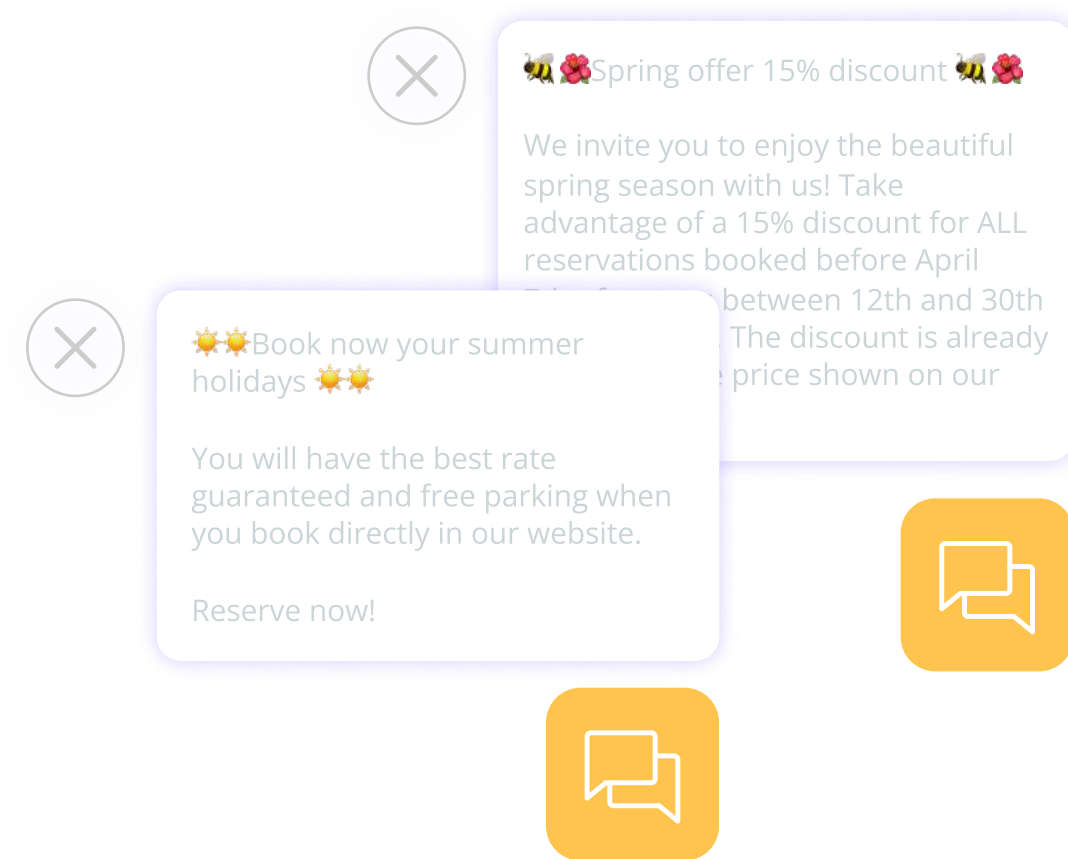 🐝🌺Spring offer 15% discount 🐝🌺
We invite you to enjoy the beautiful
spring season with us! Take
advantage of a 15% discount for ALL
reservations booked before April
between 12th and 30th
. The discount is already
price shown on our
☀️☀️Book now your summer
holidays ☀️☀️
You will have the best rate
guaranteed and free parking when
you book directly in our website.
Reserve now!